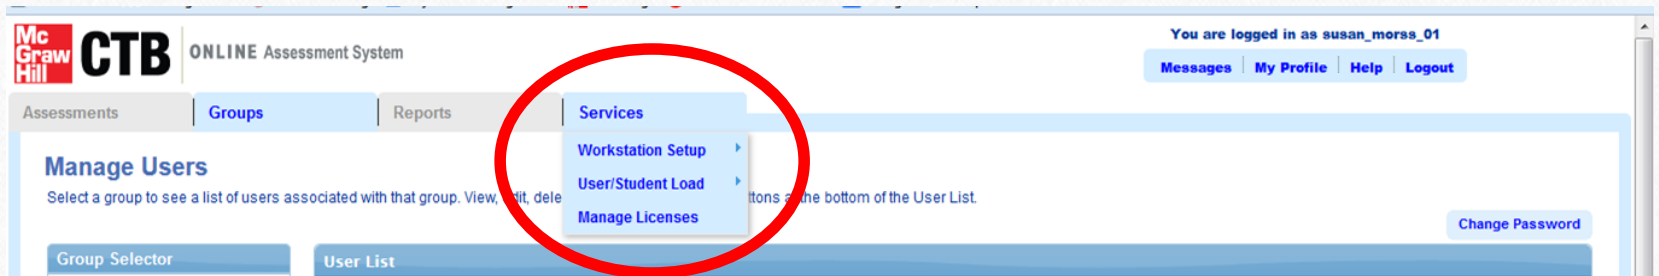 Mc
Graw
Hill
CTB
ONLINE Assessment System
You are logged in as susan_morss_01
Messages My Profile Help Logout
Assessments Groups Reports Services
Workstation Setup
User/Student Load
Manage Licenses
Manage Users
Select a group to see a list of users associated with that group. View, dit, dele ttons a the bottom of the User List.
Change Password
Group Selector
User List